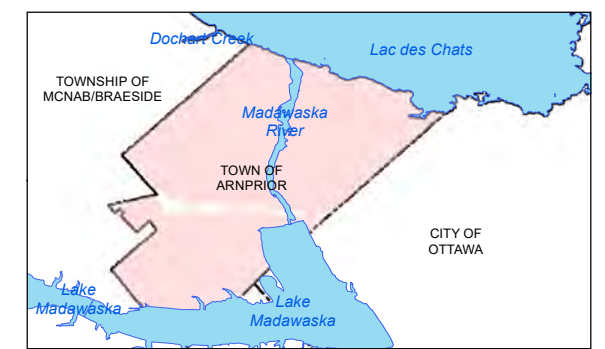 Dochart Creek
Lac des Chats
TOWNSHIP OF
MCNAB/BRAESIDE
Madawaska
River
TOWN OF
ARNPRIOR
CITY OF
OTTAWA
Lake
Madawaska
Lake
Madawaska